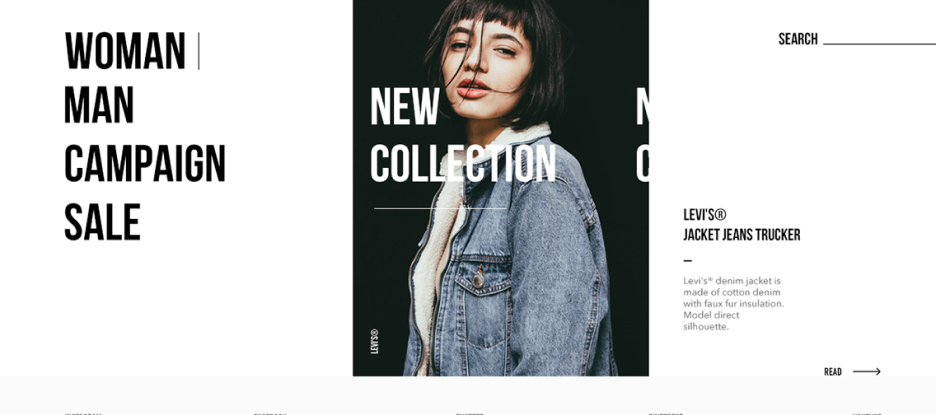 WOMAN
MAN
CAMPAIGN
SALE
NEW
COLLECTION
LEVI'S®
SEARCH
LEVI'S®
JACKET JEANS TRUCKER
Levi's® denim jacket is
made of cotton denim
with faux fur insulation.
Model direct
silhouette.
READ